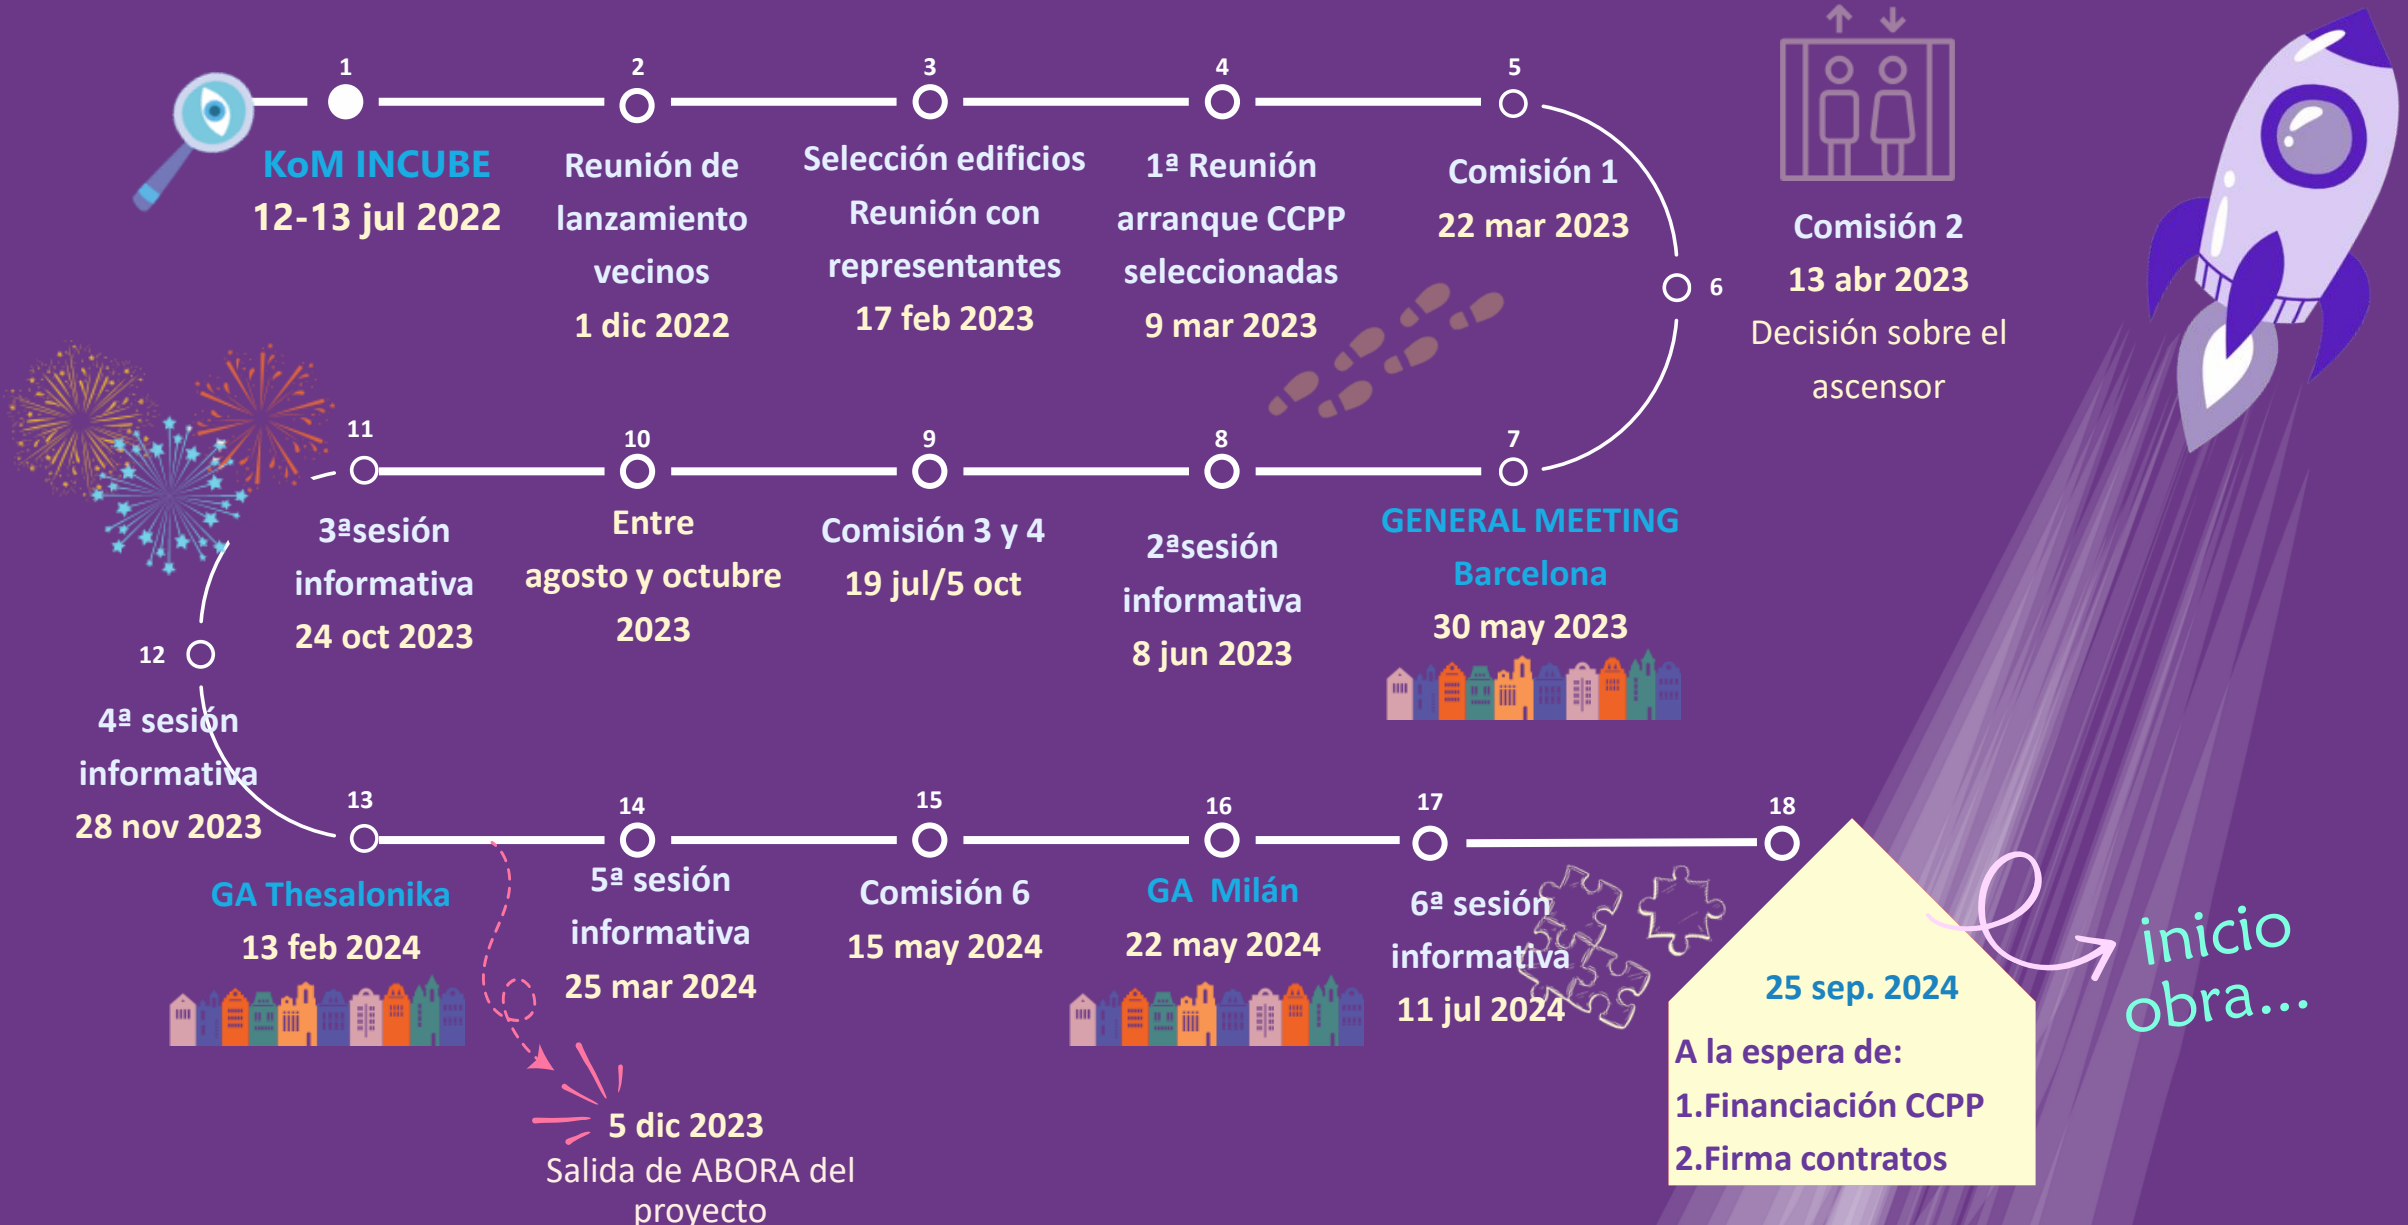 1
KoM INCUBE
12-13 jul 2022
2
Reunión de
lanzamiento
vecinos
1 dic 2022
3
Selección edificios
Reunión con
representantes
17 feb 2023
4
1ª Reunión
arranque CCPP
seleccionadas
9 mar 2023
5
Comisión 1
22 mar 2023
6
Comisión 2
13 abr 2023
Decisión sobre el
ascensor
7
GENERAL MEETING
Barcelona
30 may 2023
8
2ªsesión
informativa
8 jun 2023
9
Comisión 3 y 4
19 jul/5 oct
10
Entre
agosto y octubre
2023
11
3ªsesión
informativa
24 oct 2023
12
4ª sesión
informativa
28 nov 2023
13
GA Thesalonika
13 feb 2024
5 dic 2023
Salida de ABORA del
proyecto
14
5ª sesión
informativa
25 mar 2024
15
Comisión 6
15 may 2024
16
GA Milán
22 may 2024
17
6ª sesión
informativa
11 jul 2024
18
25 sep. 2024
A la espera de:
1.Financiación CCPP
2.Firma contratos
inicio
obra...